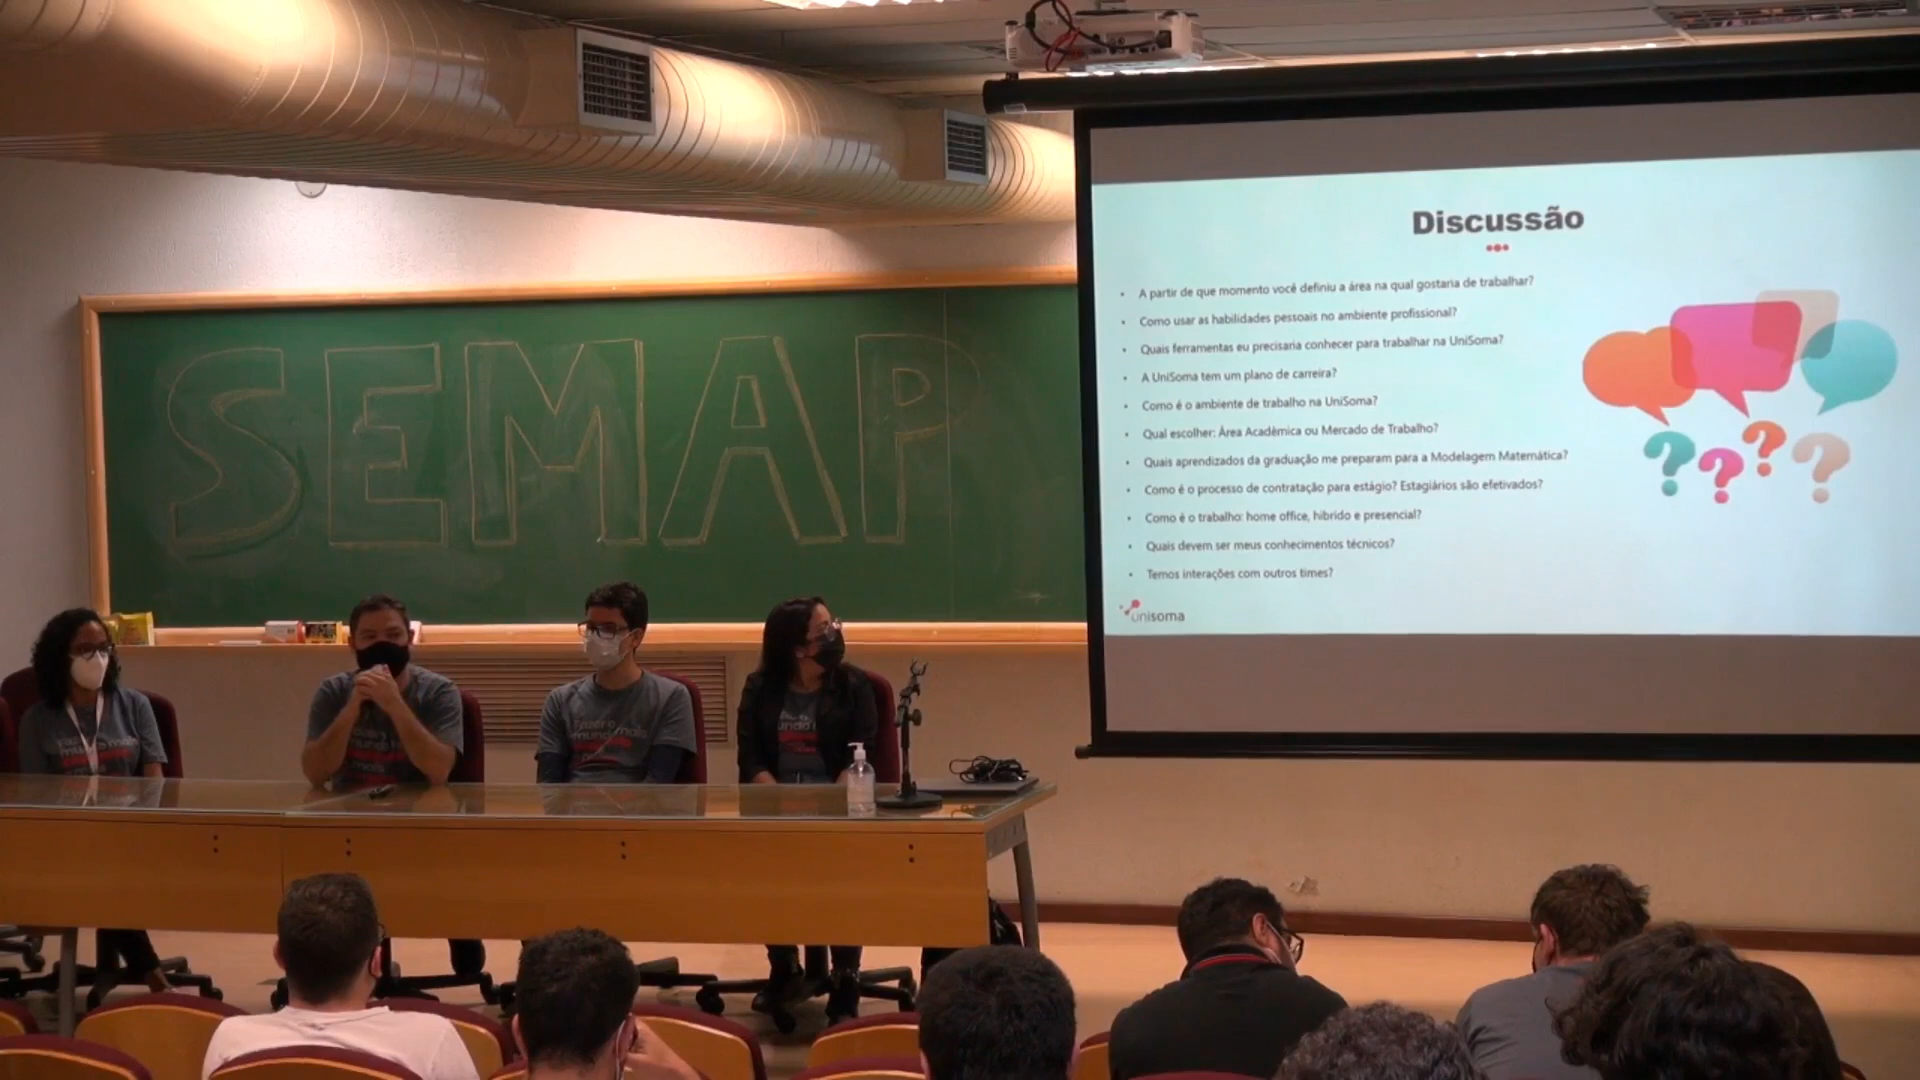 SEMAP
Discussão
• A partir de que momento você definiu a área na qual gostaria de trabalhar?
• Como usar as habilidades pessoais no ambiente profissional?
• Quais ferramentas eu precisaria conhecer para trabalhar na UniSoma?
• A UniSoma tem um plano de carreira?
• Como é o ambiente de trabalho na UniSoma?
• Qual escolher: Área Acadêmica ou Mercado de Trabalho?
• Quais aprendizados da graduação me preparam para a Modelagem Matemática?
• Como é o processo de contratação para estágio? Estagiários são efetivados?
• Como é o trabalho: home office, híbrido e presencial?
• Quais devem ser meus conhecimentos técnicos?
• Temos interações com outros times?
unisoma
Fazer o
mundo mais